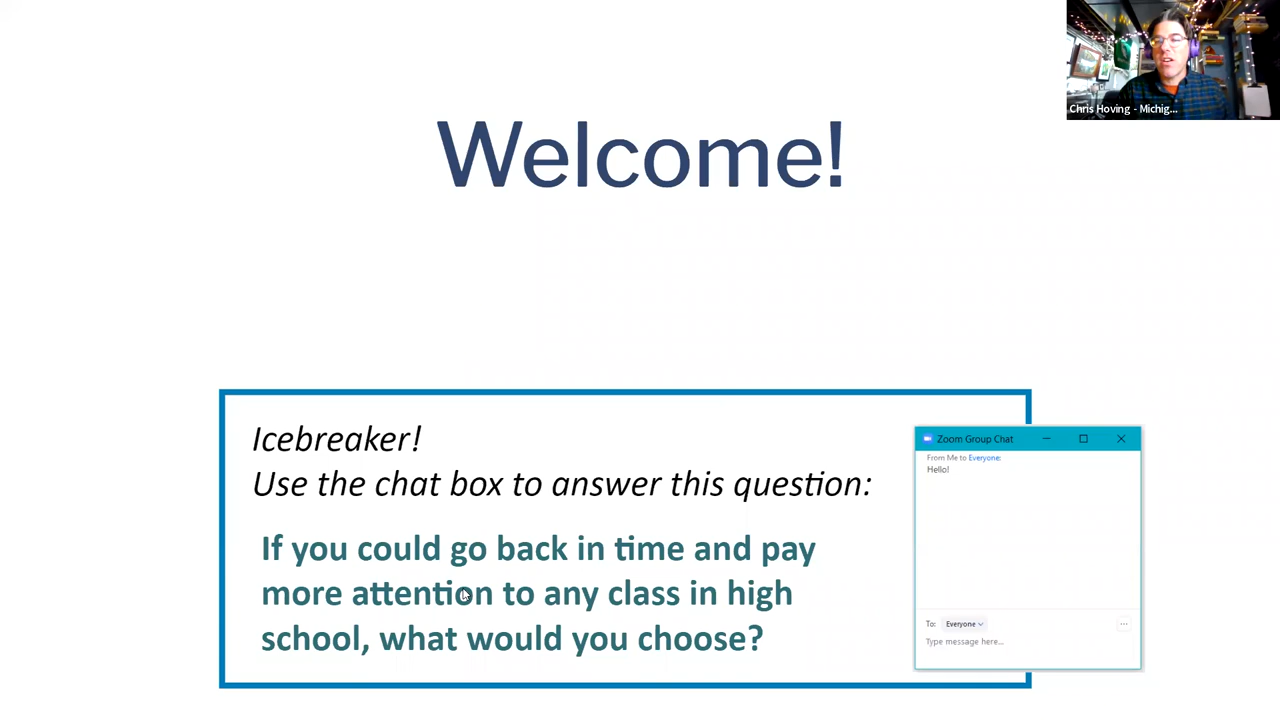 Chris Hoving - Michig...
Welcome!
Icebreaker!
Use the chat box to answer this question:
If you could go back in time and pay
more attention to any class in high
school, what would you choose?
Zoom Group Chat
From Me to Everyone:
Hello!
To: Everyone
Type message here...